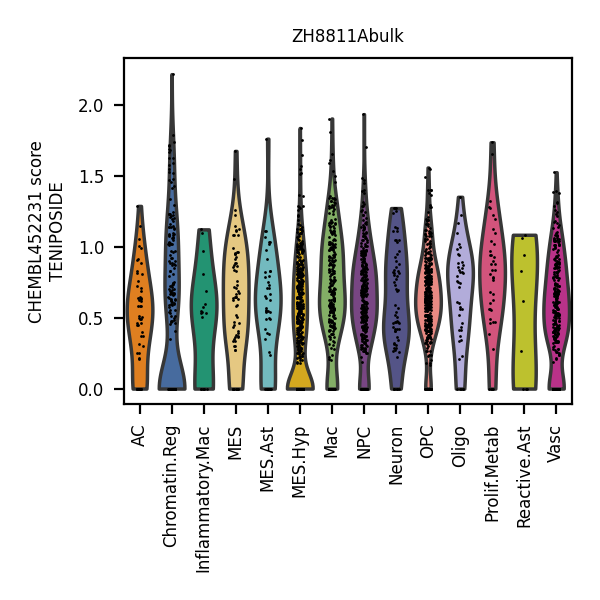 ZH8811Abulk
CHEMBL452231 score
TENIPOSIDE
2.0
1.5
1.0
0.5
0.0
AC
Chromatin.Reg
Inflammatory.Mac
MES
MES.Ast
MES.Hyp
Mac
NPC
Neuron
OPC
Oligo
Prolif.Metab
Reactive.Ast
Vasc